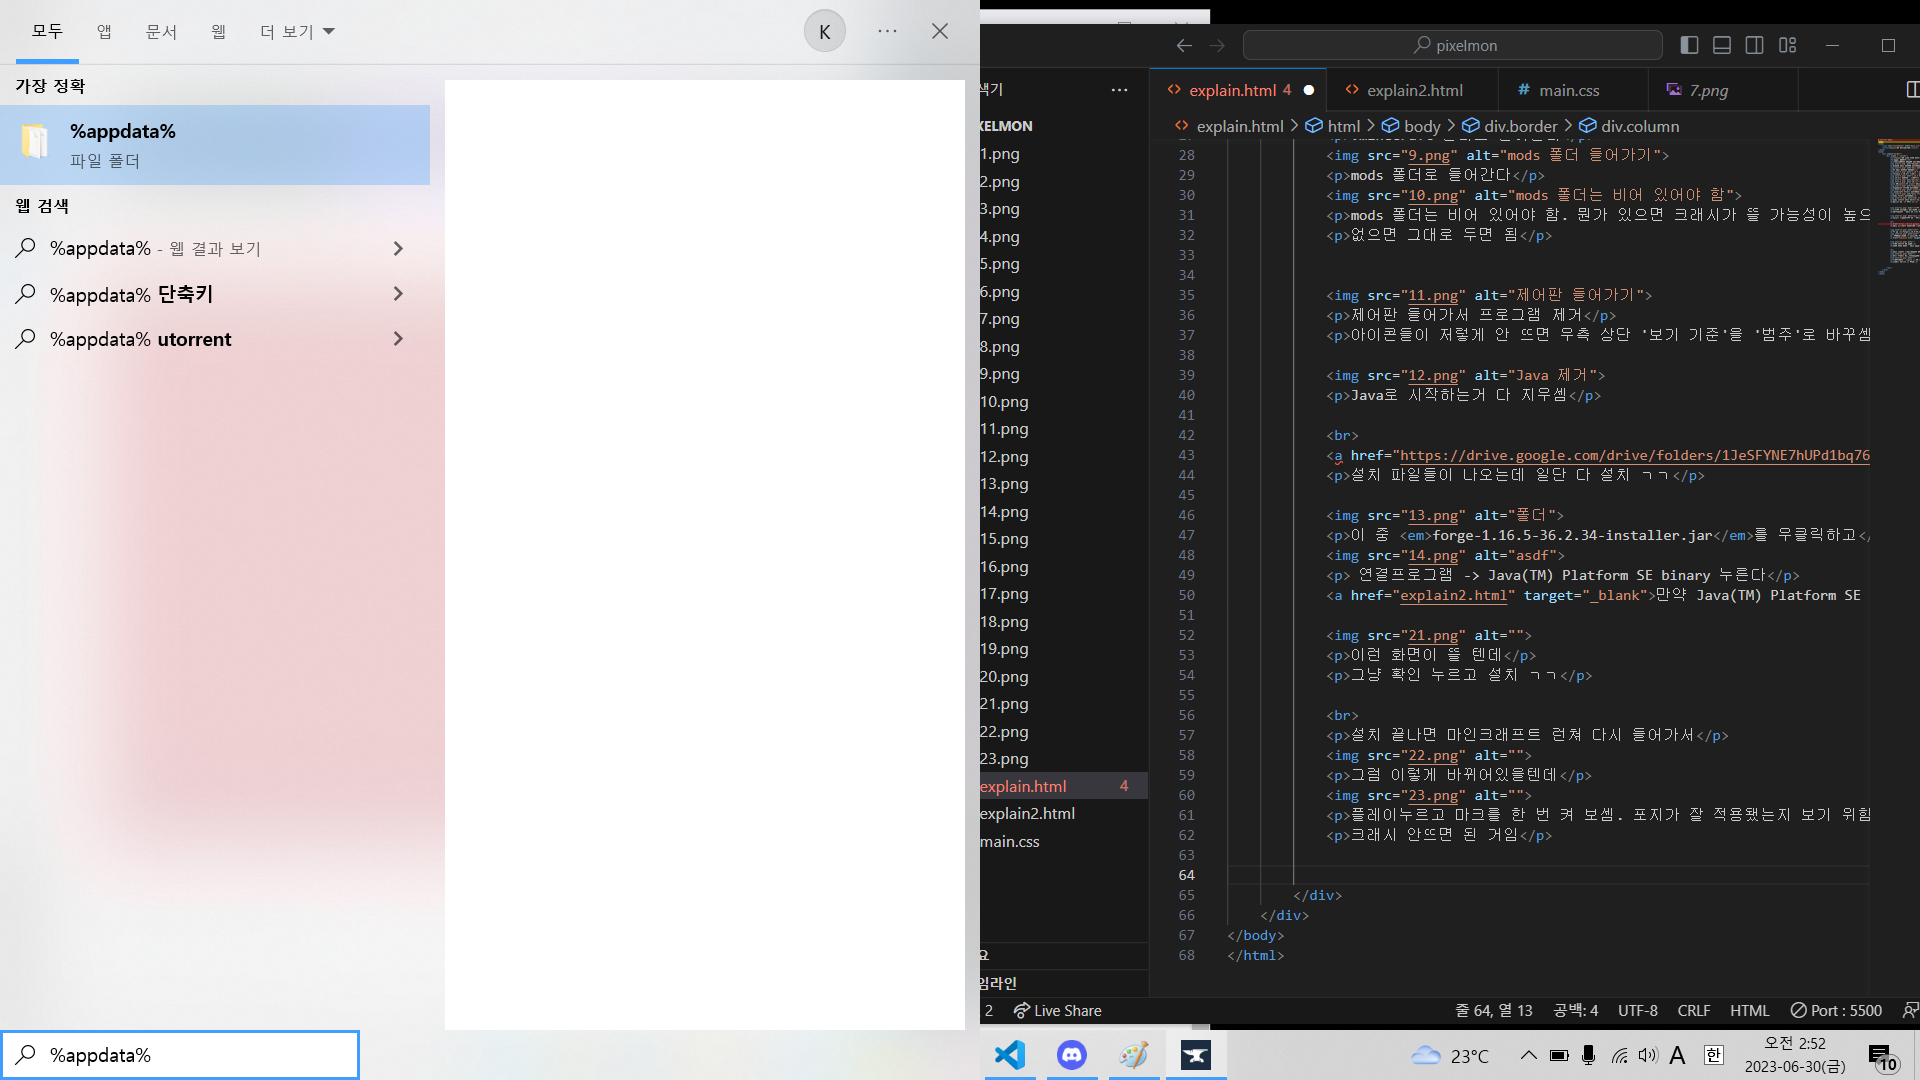 모두
앱
문서
웹
더 보기
K
가장 정확
%appdata%
파일 폴더
웹 검색
%appdata% - 웹 결과 보기
%appdata% 단축키
%appdata% utorrent
%appdata%
pixelmon
색기
explain.html 4
explain2.html
# main.css
7.png
explain.html > html > body > div.border > div.column
XELMON
1.png
2.png
3.png
4.png
5.png
6.png
7.png
8.png
9.png
10.png
11.png
12.png
13.png
14.png
15.png
16.png
17.png
18.png
19.png
20.png
21.png
22.png
23.png
explain.html 4
explain2.html
main.css
요
임라인
28 <img src="9.png" alt="mods 폴더 들어가기">
29 <p>mods 폴더로 들어간다</p>
30 <img src="10.png" alt="mods 폴더는 비어 있어야 함">
31 <p>mods 폴더는 비어 있어야 함. 뭔가 있으면 크래시가 뜰 가능성이 높으
32 <p>없으면 그대로 두면 됨</p>
33
34
35 <img src="11.png" alt="제어판 들어가기">
36 <p>제어판 들어가서 프로그램 제거</p>
37 <p>아이콘들이 저렇게 안 뜨면 우측 상단 '보기 기준'을 '범주'로 바꾸셈
38
39 <img src="12.png" alt="Java 제거">
40 <p>Java로 시작하는거 다 지우셈</p>
41
42 <br>
43 <a href="https://drive.google.com/drive/folders/1JeSFYNE7hUPd1bq76
44 <p>설치 파일들이 나오는데 일단 다 설치 ㄱㄱ</p>
45
46 <img src="13.png" alt="폴더">
47 <p>이 중 <em>forge-1.16.5-36.2.34-installer.jar</em>를 우클릭하고</
48 <img src="14.png" alt="asdf">
49 <p> 연결프로그램 -> Java(TM) Platform SE binary 누른다</p>
50 <a href="explain2.html" target="_blank">만약 Java(TM) Platform SE
51
52 <img src="21.png" alt="">
53 <p>이런 화면이 뜰 텐데</p>
54 <p>그냥 확인 누르고 설치 ㄱㄱ</p>
55
56 <br>
57 <p>설치 끝나면 마인크래프트 런쳐 다시 들어가서</p>
58 <img src="22.png" alt="">
59 <p>그럼 이렇게 바뀌어있을텐데</p>
60 <img src="23.png" alt="">
61 <p>플레이누르고 마크를 한 번 켜 보셈. 포지가 잘 적용됐는지 보기 위함
62 <p>크래시 안뜨면 된 거임</p>
63
64
65 </div>
66 </div>
67 </body>
68 </html>
2 Live Share 줄 64, 열 13 공백: 4 UTF-8 CRLF HTML Port : 5500
23°C A 한 오전 2:52
2023-06-30(금)
10